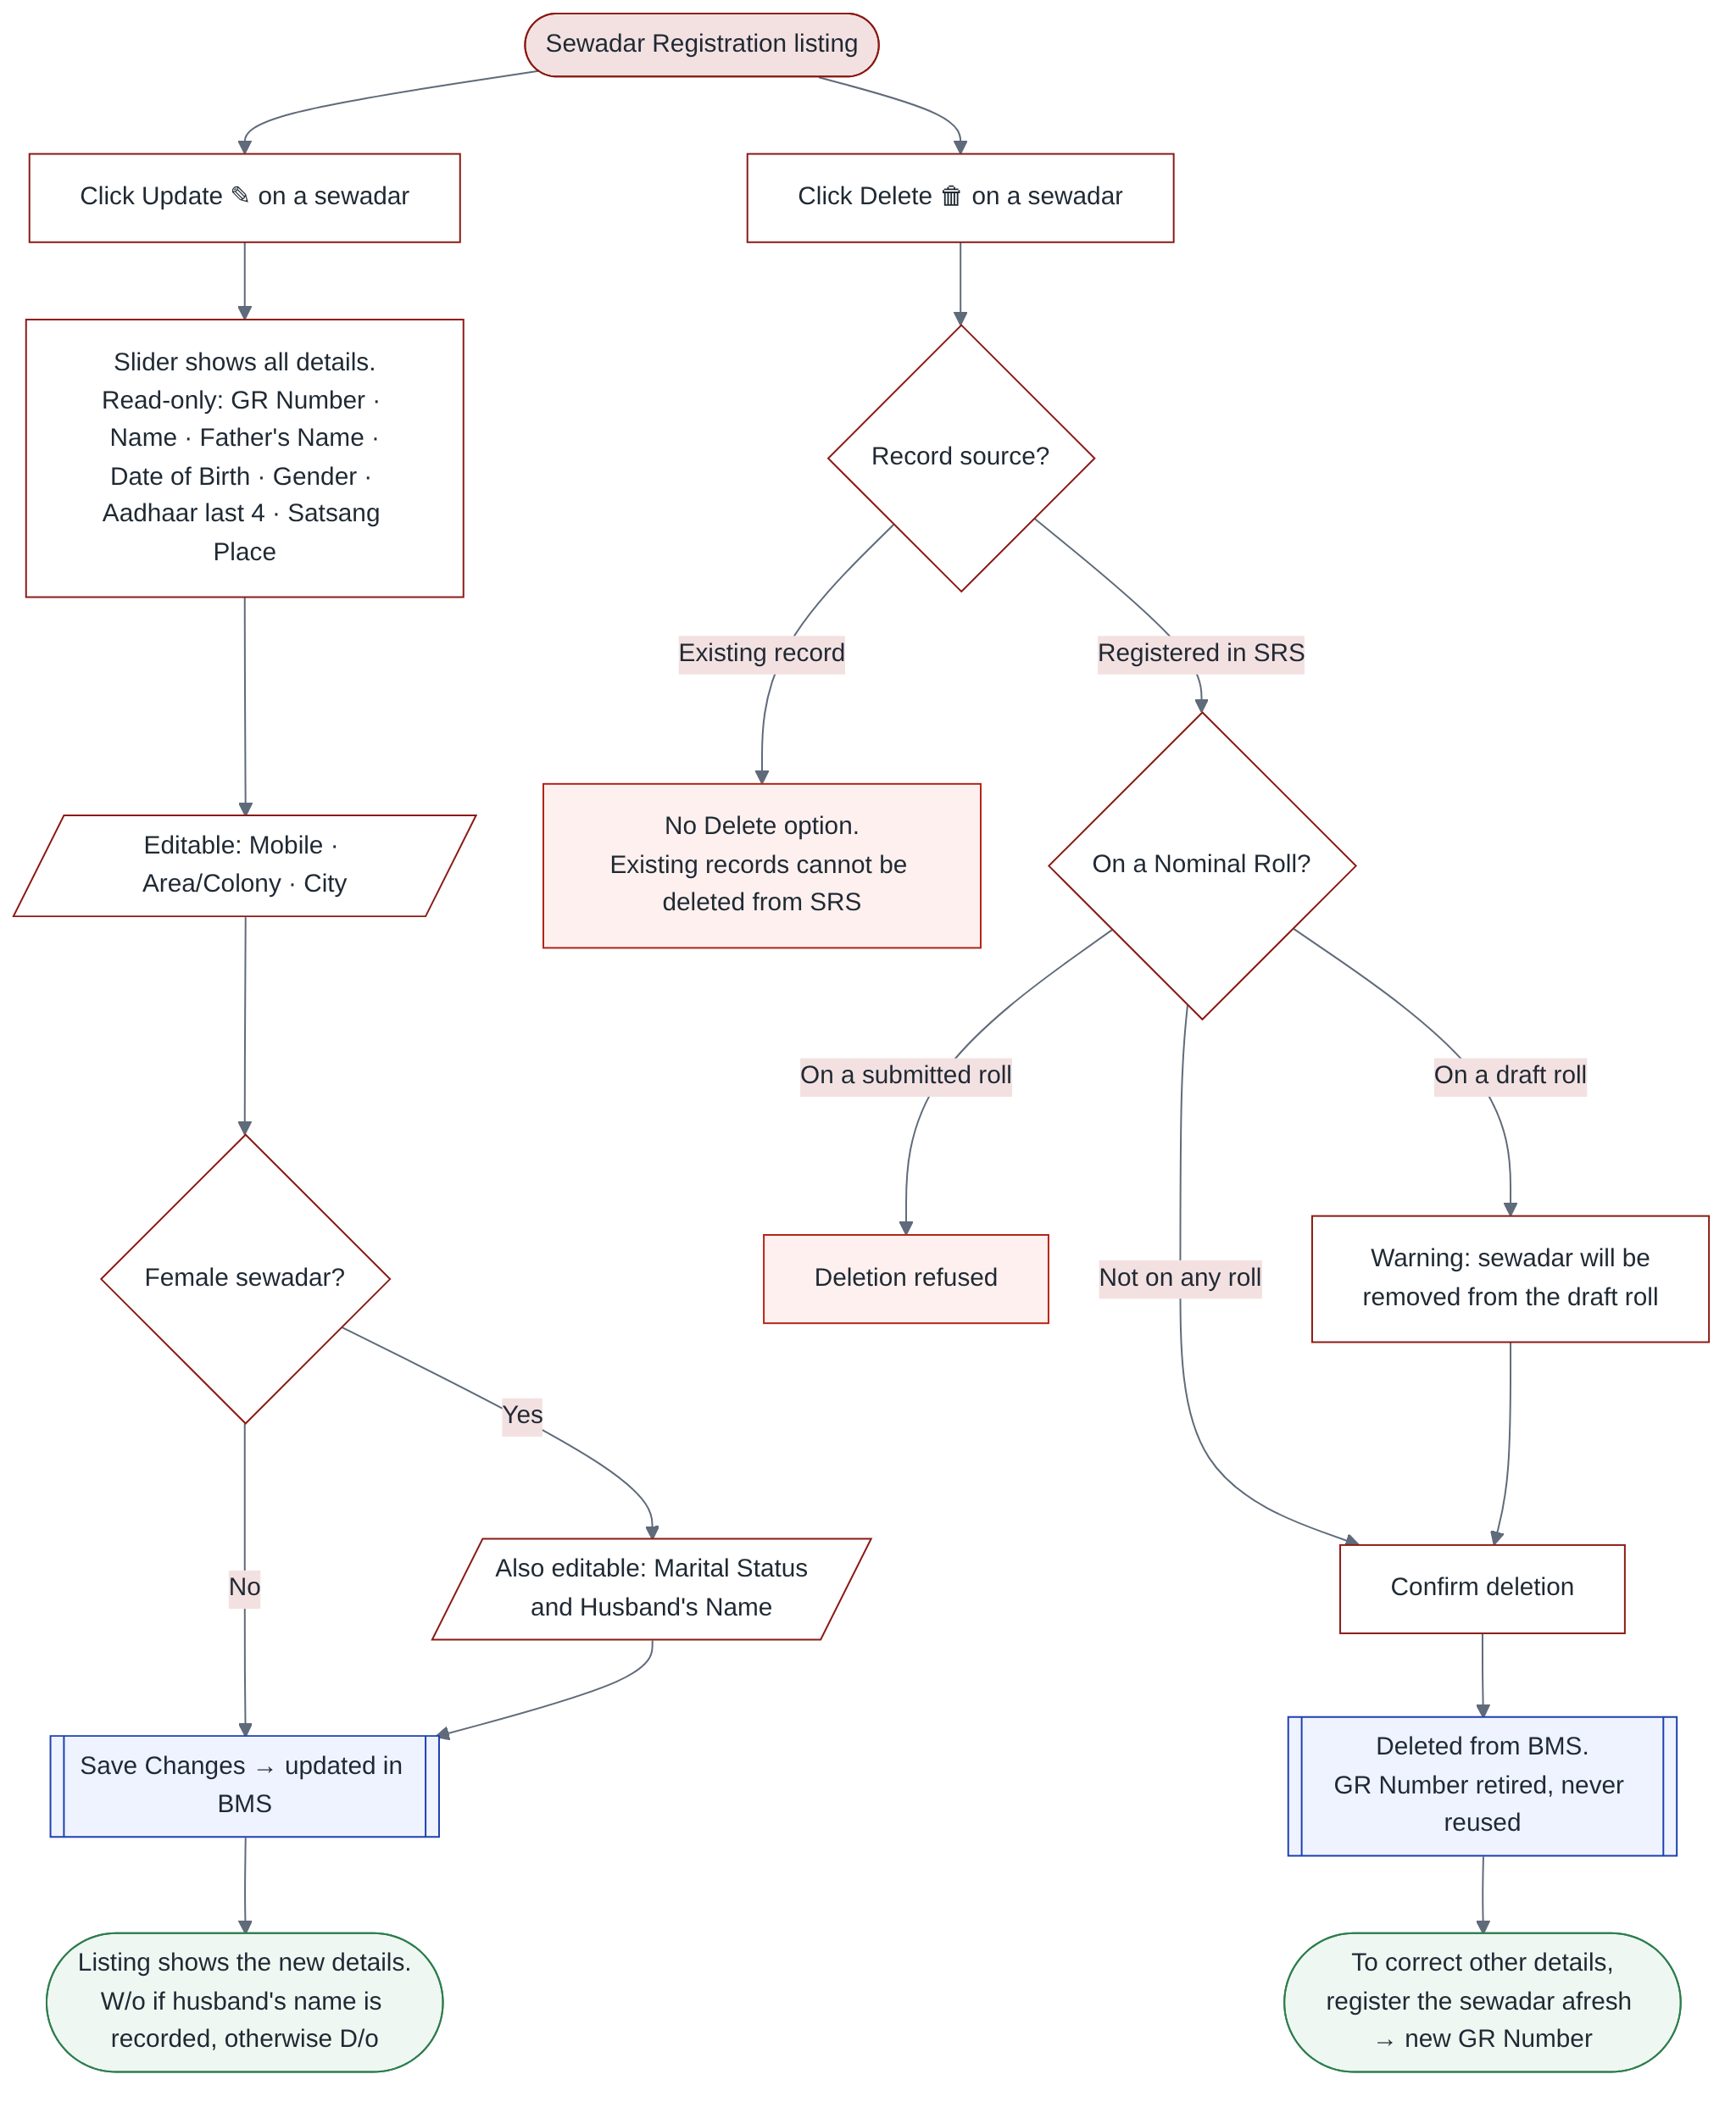 Sewadar Registration listing
Click Update ✎ on a sewadar
Click Delete 🗑 on a sewadar
Slider shows all details.
Read-only: GR Number ·
Name · Father's Name ·
Date of Birth · Gender ·
Aadhaar last 4 · Satsang
Place
Record source?
Existing record
Registered in SRS
Editable: Mobile ·
Area/Colony · City
No Delete option.
Existing records cannot be
deleted from SRS
On a Nominal Roll?
On a submitted roll
On a draft roll
Female sewadar?
Deletion refused
Not on any roll
Warning: sewadar will be
removed from the draft roll
Yes
No
Also editable: Marital Status
and Husband's Name
Confirm deletion
Save Changes → updated in
BMS
Deleted from BMS.
GR Number retired, never
reused
Listing shows the new details.
W/o if husband's name is
recorded, otherwise D/o
To correct other details,
register the sewadar afresh
→ new GR Number